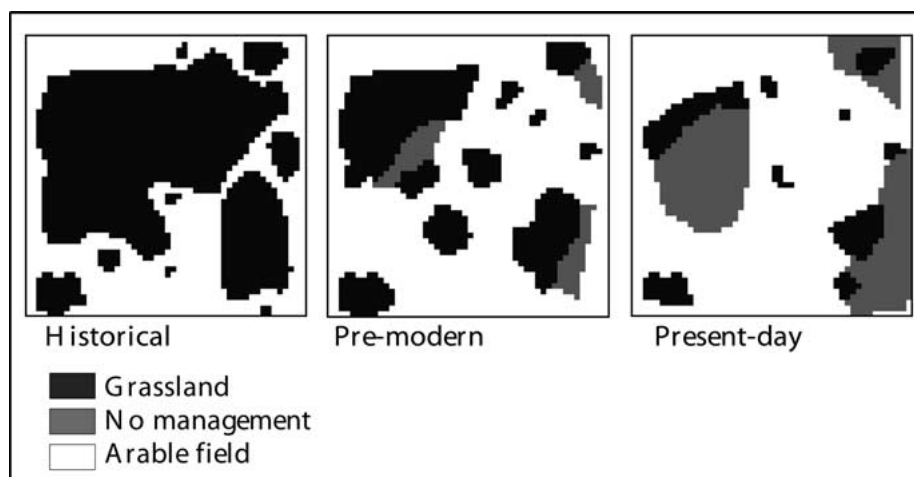 Historical
Pre-modern
Present-day
Grassland
No management
Arable field